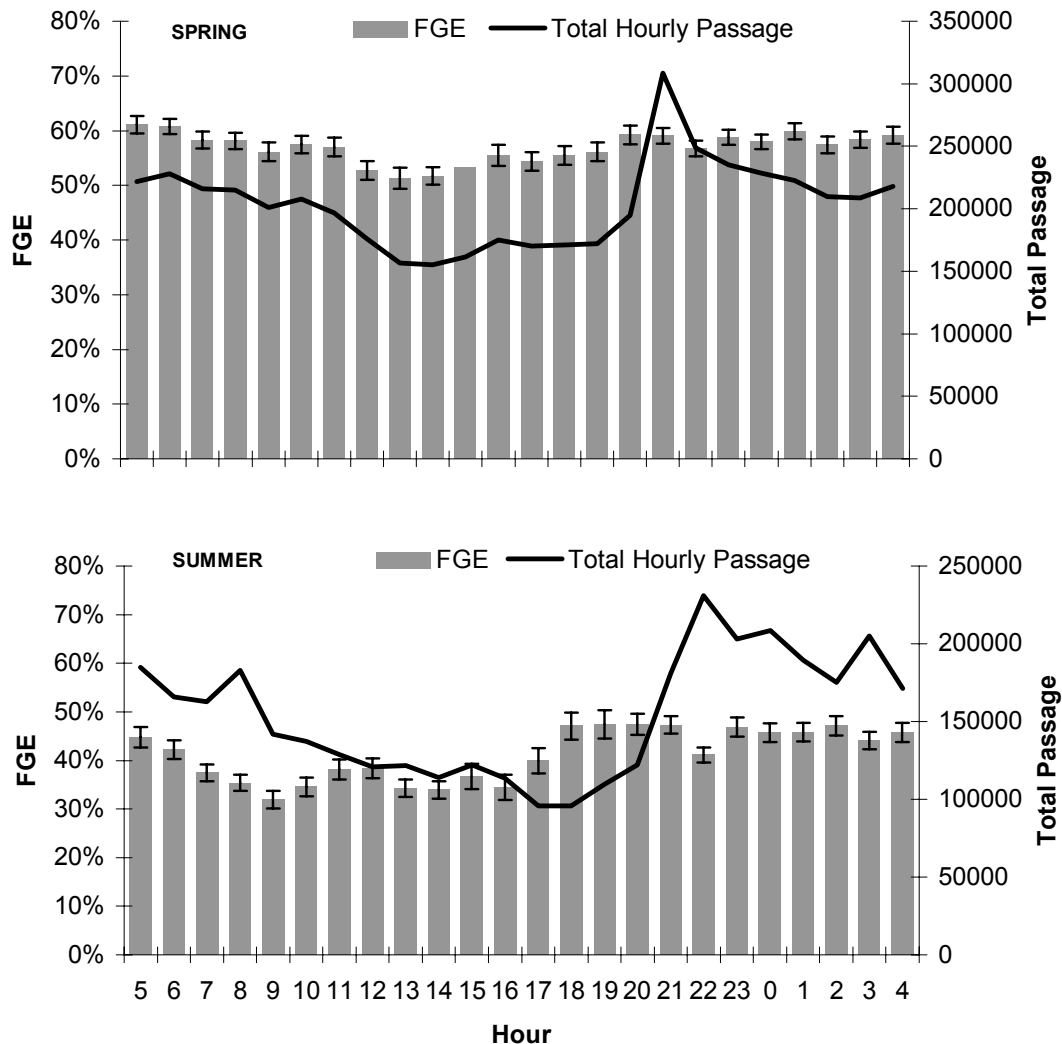 SPRING
FGE
Total Hourly Passage
80%
70%
60%
50%
40%
30%
20%
10%
0%
FGE
350000
300000
250000
200000
150000
100000
50000
0
Total Passage
SUMMER
FGE
Total Hourly Passage
80%
70%
60%
50%
40%
30%
20%
10%
0%
FGE
250000
200000
150000
100000
50000
0
Total Passage
5 6 7 8 9 10 11 12 13 14 15 16 17 18 19 20 21 22 23 0 1 2 3 4
Hour